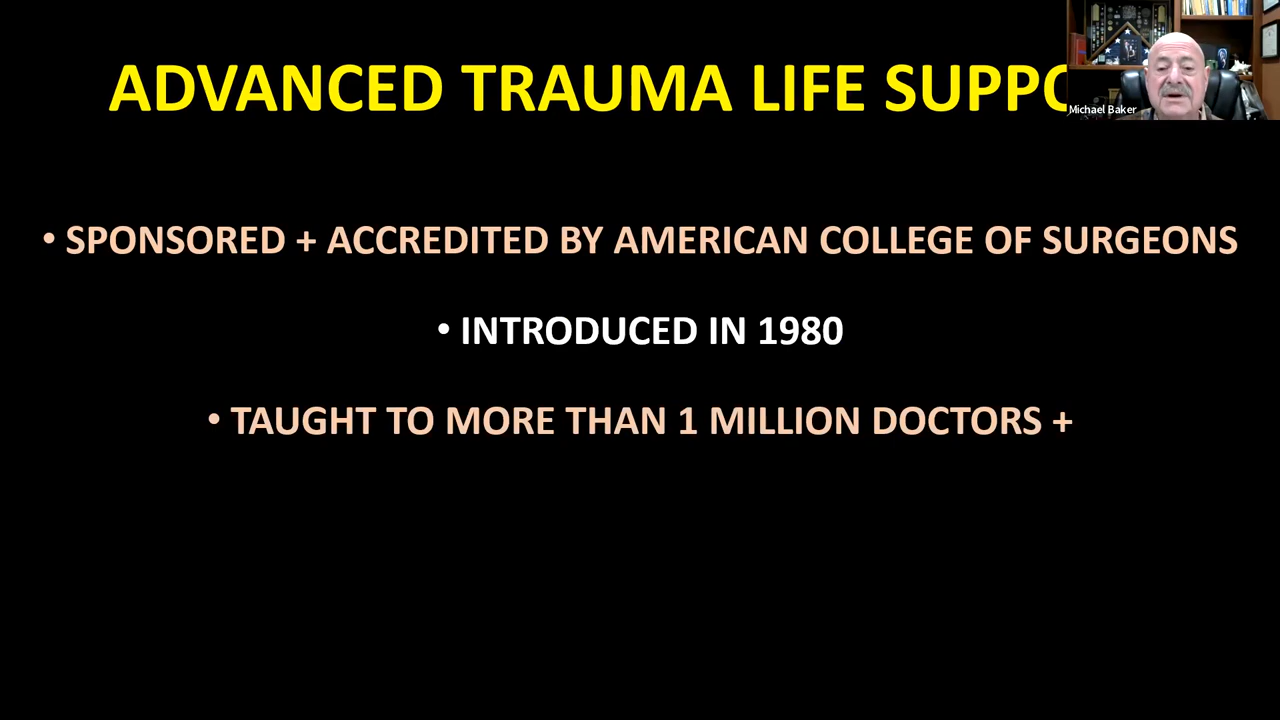 ADVANCED TRAUMA LIFE SUPPO
Michael Baker
• SPONSORED + ACCREDITED BY AMERICAN COLLEGE OF SURGEONS
• INTRODUCED IN 1980
• TAUGHT TO MORE THAN 1 MILLION DOCTORS +